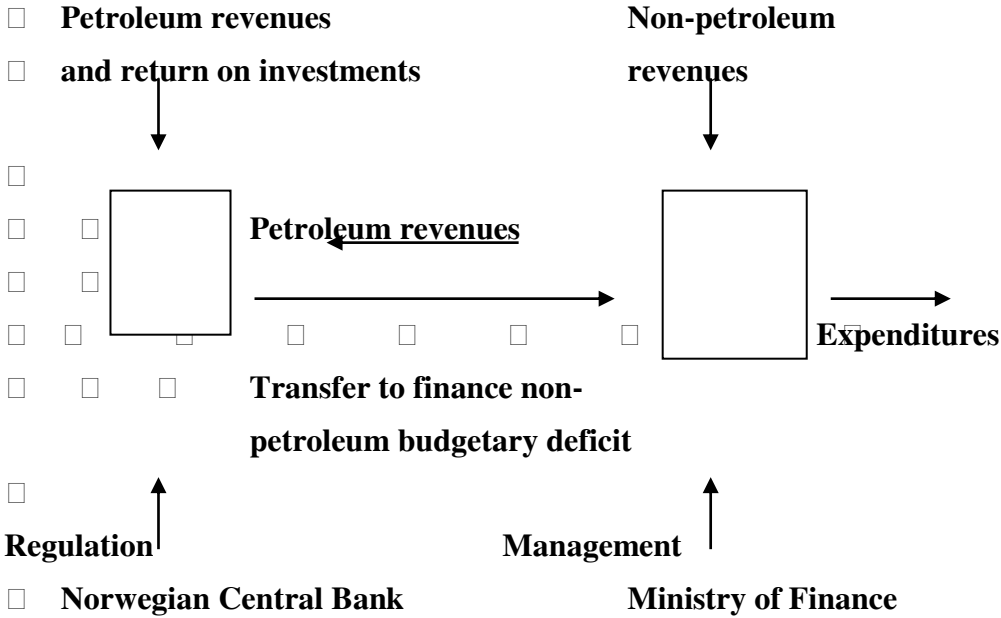 Petroleum revenues Non-petroleum
and return on investments revenues
Petroleum revenues
Expenditures
Transfer to finance non-
petroleum budgetary deficit
Regulation Management
Norwegian Central Bank Ministry of Finance